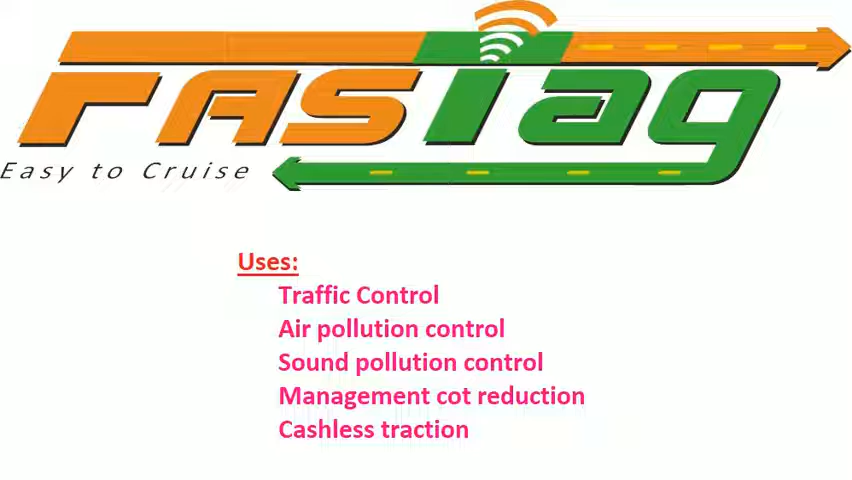 FASTag
Easy to Cruise
Uses:
Traffic Control
Air pollution control
Sound pollution control
Management cot reduction
Cashless traction